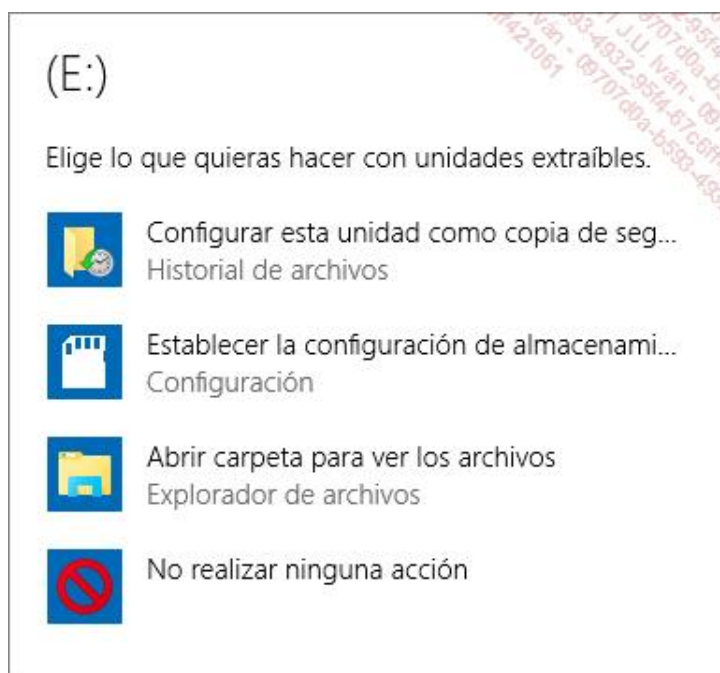 (E:)
Elige lo que quieras hacer con unidades extraíbles.
Configurar esta unidad como copia de seg...
Historial de archivos
Establecer la configuración de almacenami...
Configuración
Abrir carpeta para ver los archivos
Explorador de archivos
No realizar ninguna acción